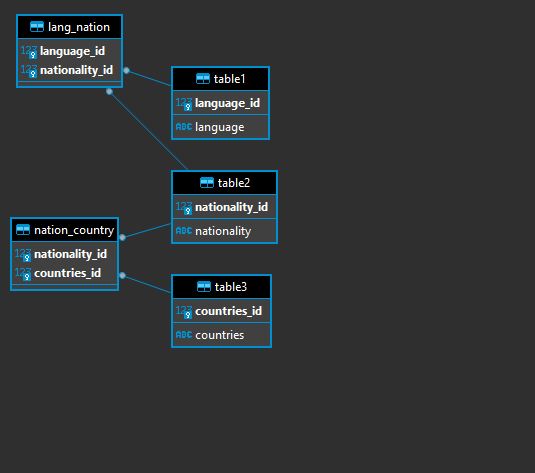 lang_nation
123 language_id
123 nationality_id
table1
123 language_id
ABC language
table2
123 nationality_id
ABC nationality
nation_country
123 nationality_id
123 countries_id
table3
123 countries_id
ABC countries